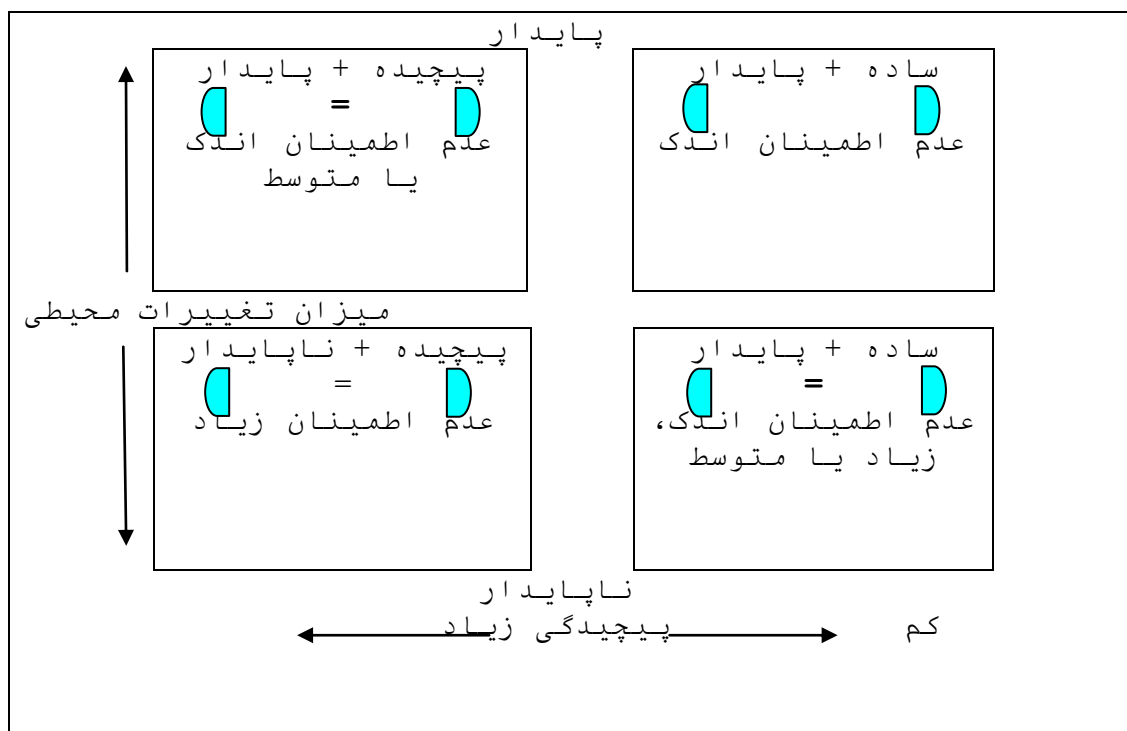 پایدار
ساده + پایدار
عدم اطمینان اندک
پیچیده + پایدار
=
عدم اطمینان اندک
یا متوسط
میزان تغییرات محیطی
ساده + پایدار
=
عدم اطمینان اندک،
زیاد یا متوسط
پیچیده + ناپایدار
=
عدم اطمینان زیاد
ناپایدار
کم پیچیدگی زیاد